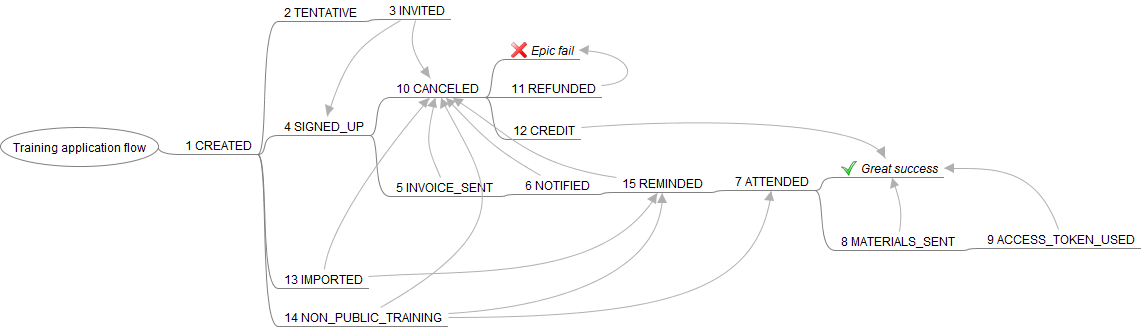 Training application flow
1 CREATED
2 TENTATIVE
3 INVITED
4 SIGNED_UP
10 CANCELED
Epic fail
11 REFUNDED
12 CREDIT
5 INVOICE_SENT
6 NOTIFIED
15 REMINDED
7 ATTENDED
Great success
8 MATERIALS_SENT
9 ACCESS_TOKEN_USED
13 IMPORTED
14 NON_PUBLIC_TRAINING